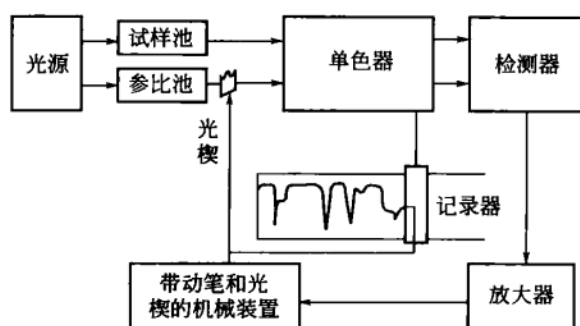 光源
试样池
参比池
光楔
单色器
检测器
记录器
带动笔和光
楔的机械装置
放大器